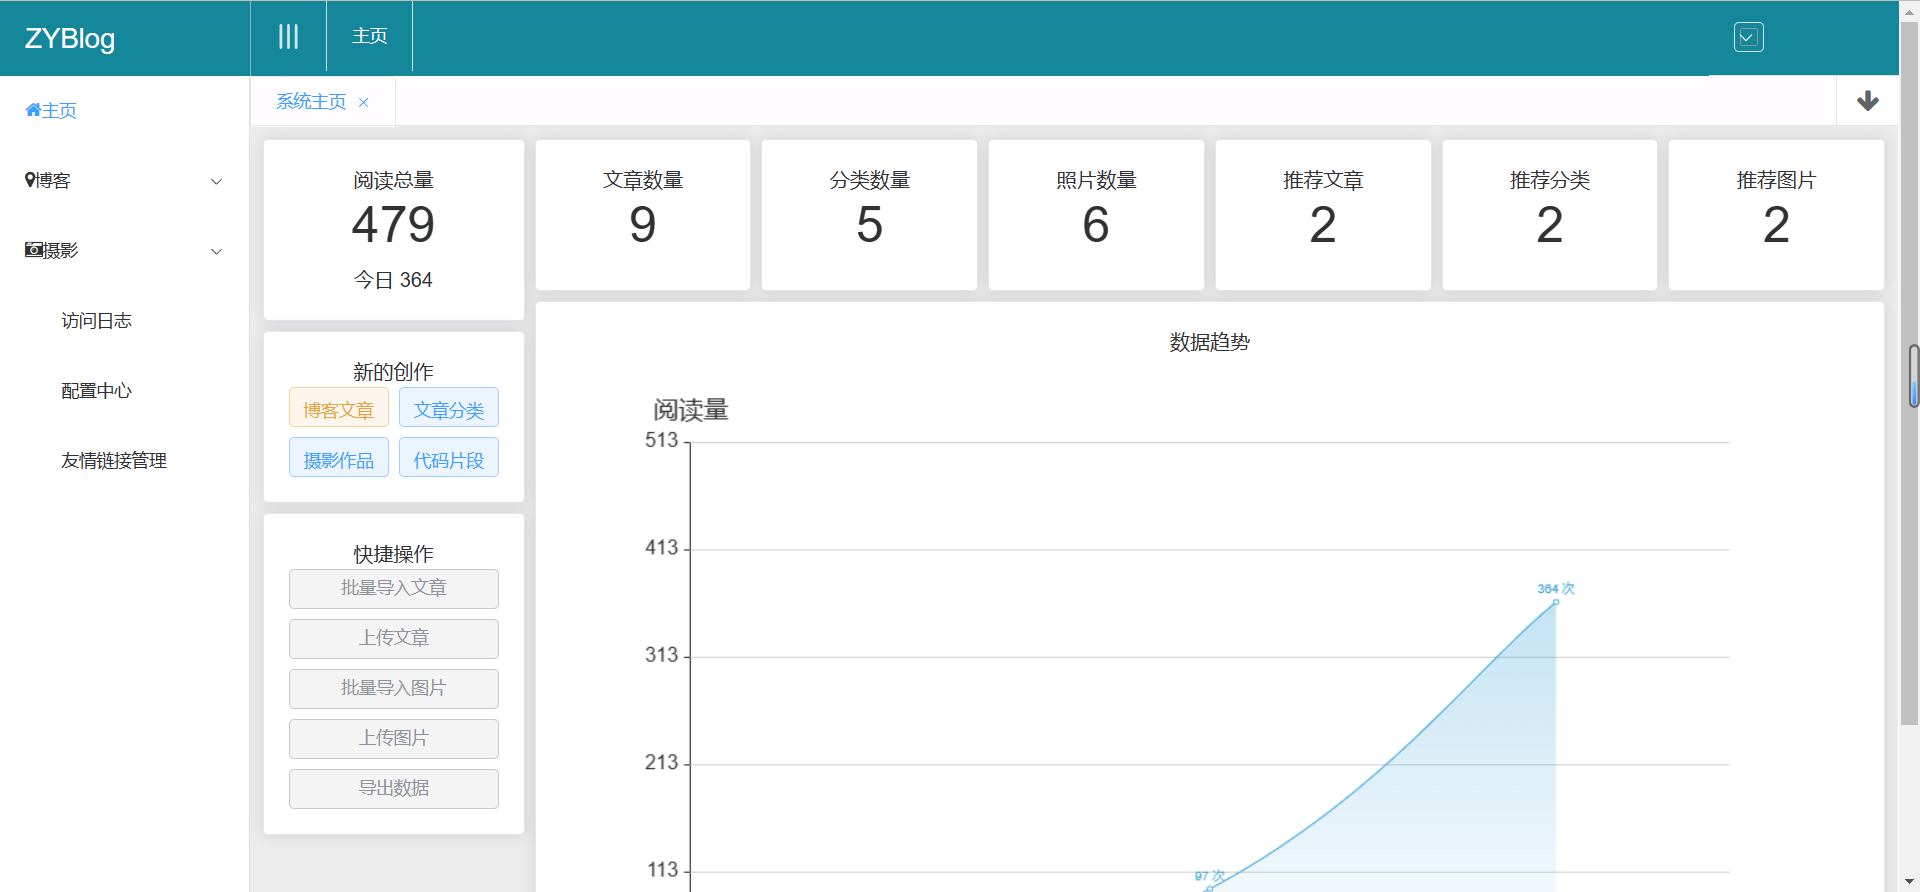 ZYBlog
主页
主页
博客
摄影
访问日志
配置中心
友情链接管理
系统主页
阅读总量
479
今日 364
文章数量
9
分类数量
5
照片数量
6
推荐文章
2
推荐分类
2
推荐图片
2
新的创作
博客文章
文章分类
摄影作品
代码片段
快捷操作
批量导入文章
上传文章
批量导入图片
上传图片
导出数据
数据趋势
阅读量
513
413
313
213
113
364 次
97 次